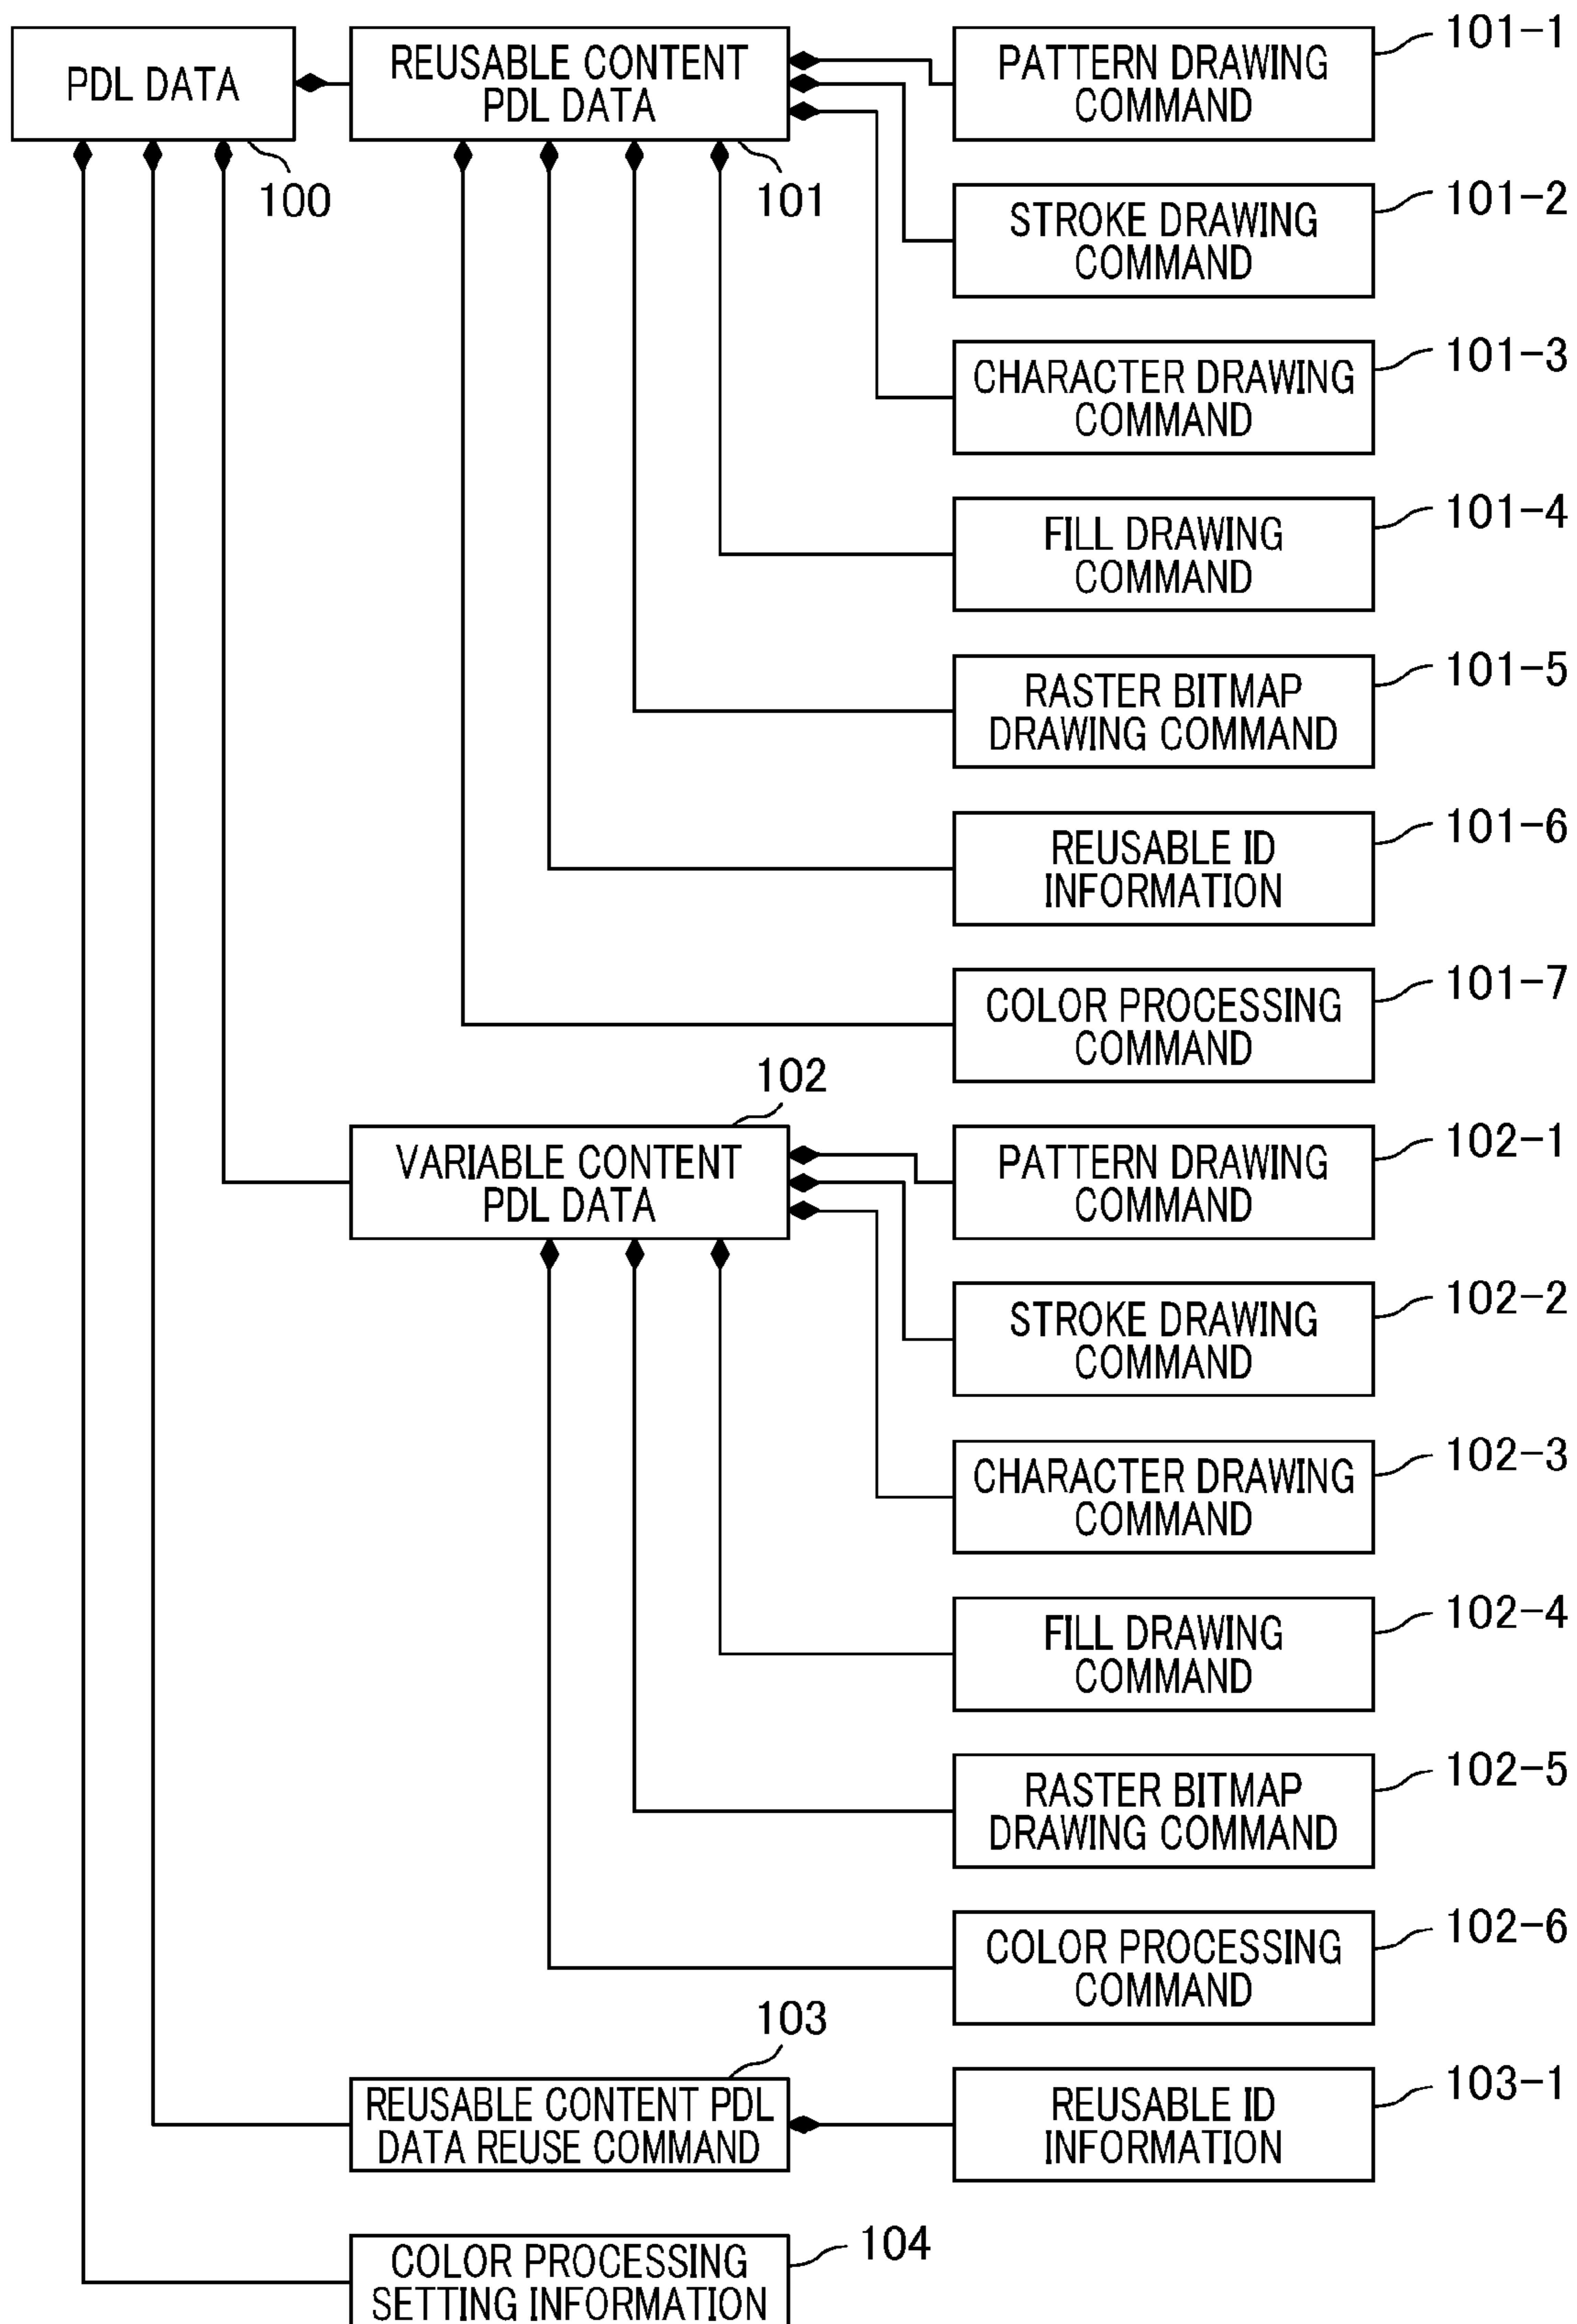 PDL DATA
100
REUSABLE CONTENT
PDL DATA
101
PATTERN DRAWING
COMMAND
101-1
STROKE DRAWING
COMMAND
101-2
CHARACTER DRAWING
COMMAND
101-3
FILL DRAWING
COMMAND
101-4
RASTER BITMAP
DRAWING COMMAND
101-5
REUSABLE ID
INFORMATION
101-6
COLOR PROCESSING
COMMAND
101-7
102
VARIABLE CONTENT
PDL DATA
PATTERN DRAWING
COMMAND
102-1
STROKE DRAWING
COMMAND
102-2
CHARACTER DRAWING
COMMAND
102-3
FILL DRAWING
COMMAND
102-4
RASTER BITMAP
DRAWING COMMAND
102-5
COLOR PROCESSING
COMMAND
102-6
103
REUSABLE CONTENT PDL
DATA REUSE COMMAND
REUSABLE ID
INFORMATION
103-1
COLOR PROCESSING
SETTING INFORMATION
104